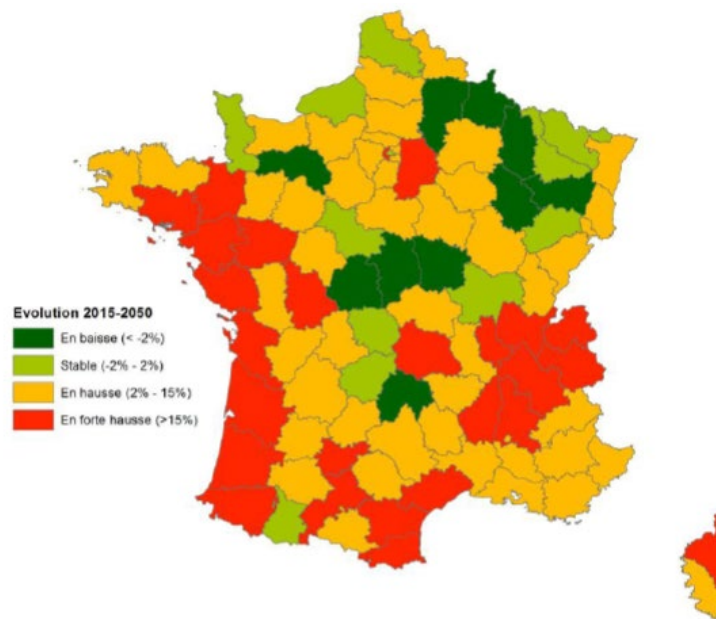 Evolution 2015-2050
En baisse (< -2%)
Stable (-2% - 2%)
En hausse (2% - 15%)
En forte hausse (>15%)